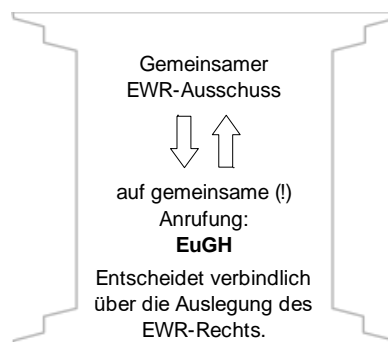 Gemeinsamer
EWR-Ausschuss
auf gemeinsame (!)
Anrufung:
EuGH
Entscheidet verbindlich
über die Auslegung des
EWR-Rechts.